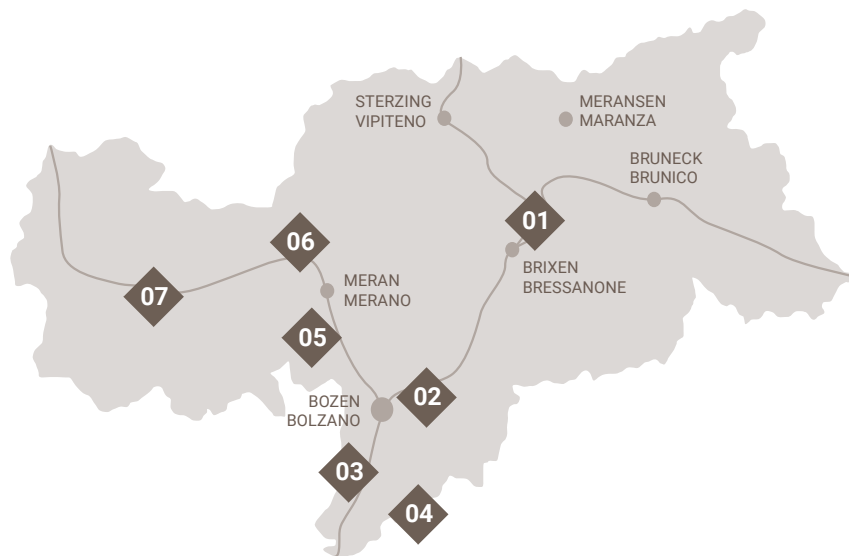 STERZING
VIPITENO
MERANSEN
MARANZA
BRUNECK
BRUNICO
01
06
BRIXEN
BRESSANONE
MERAN
MERANO
07
05
02
BOZEN
BOLZANO
03
04